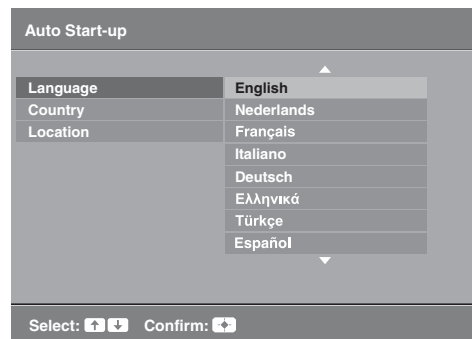 Auto Start-up
Language
English
Country
Nederlands
Location
Français
Italiano
Deutsch
Ελληνικά
Türkçe
Español
Select: Confirm: